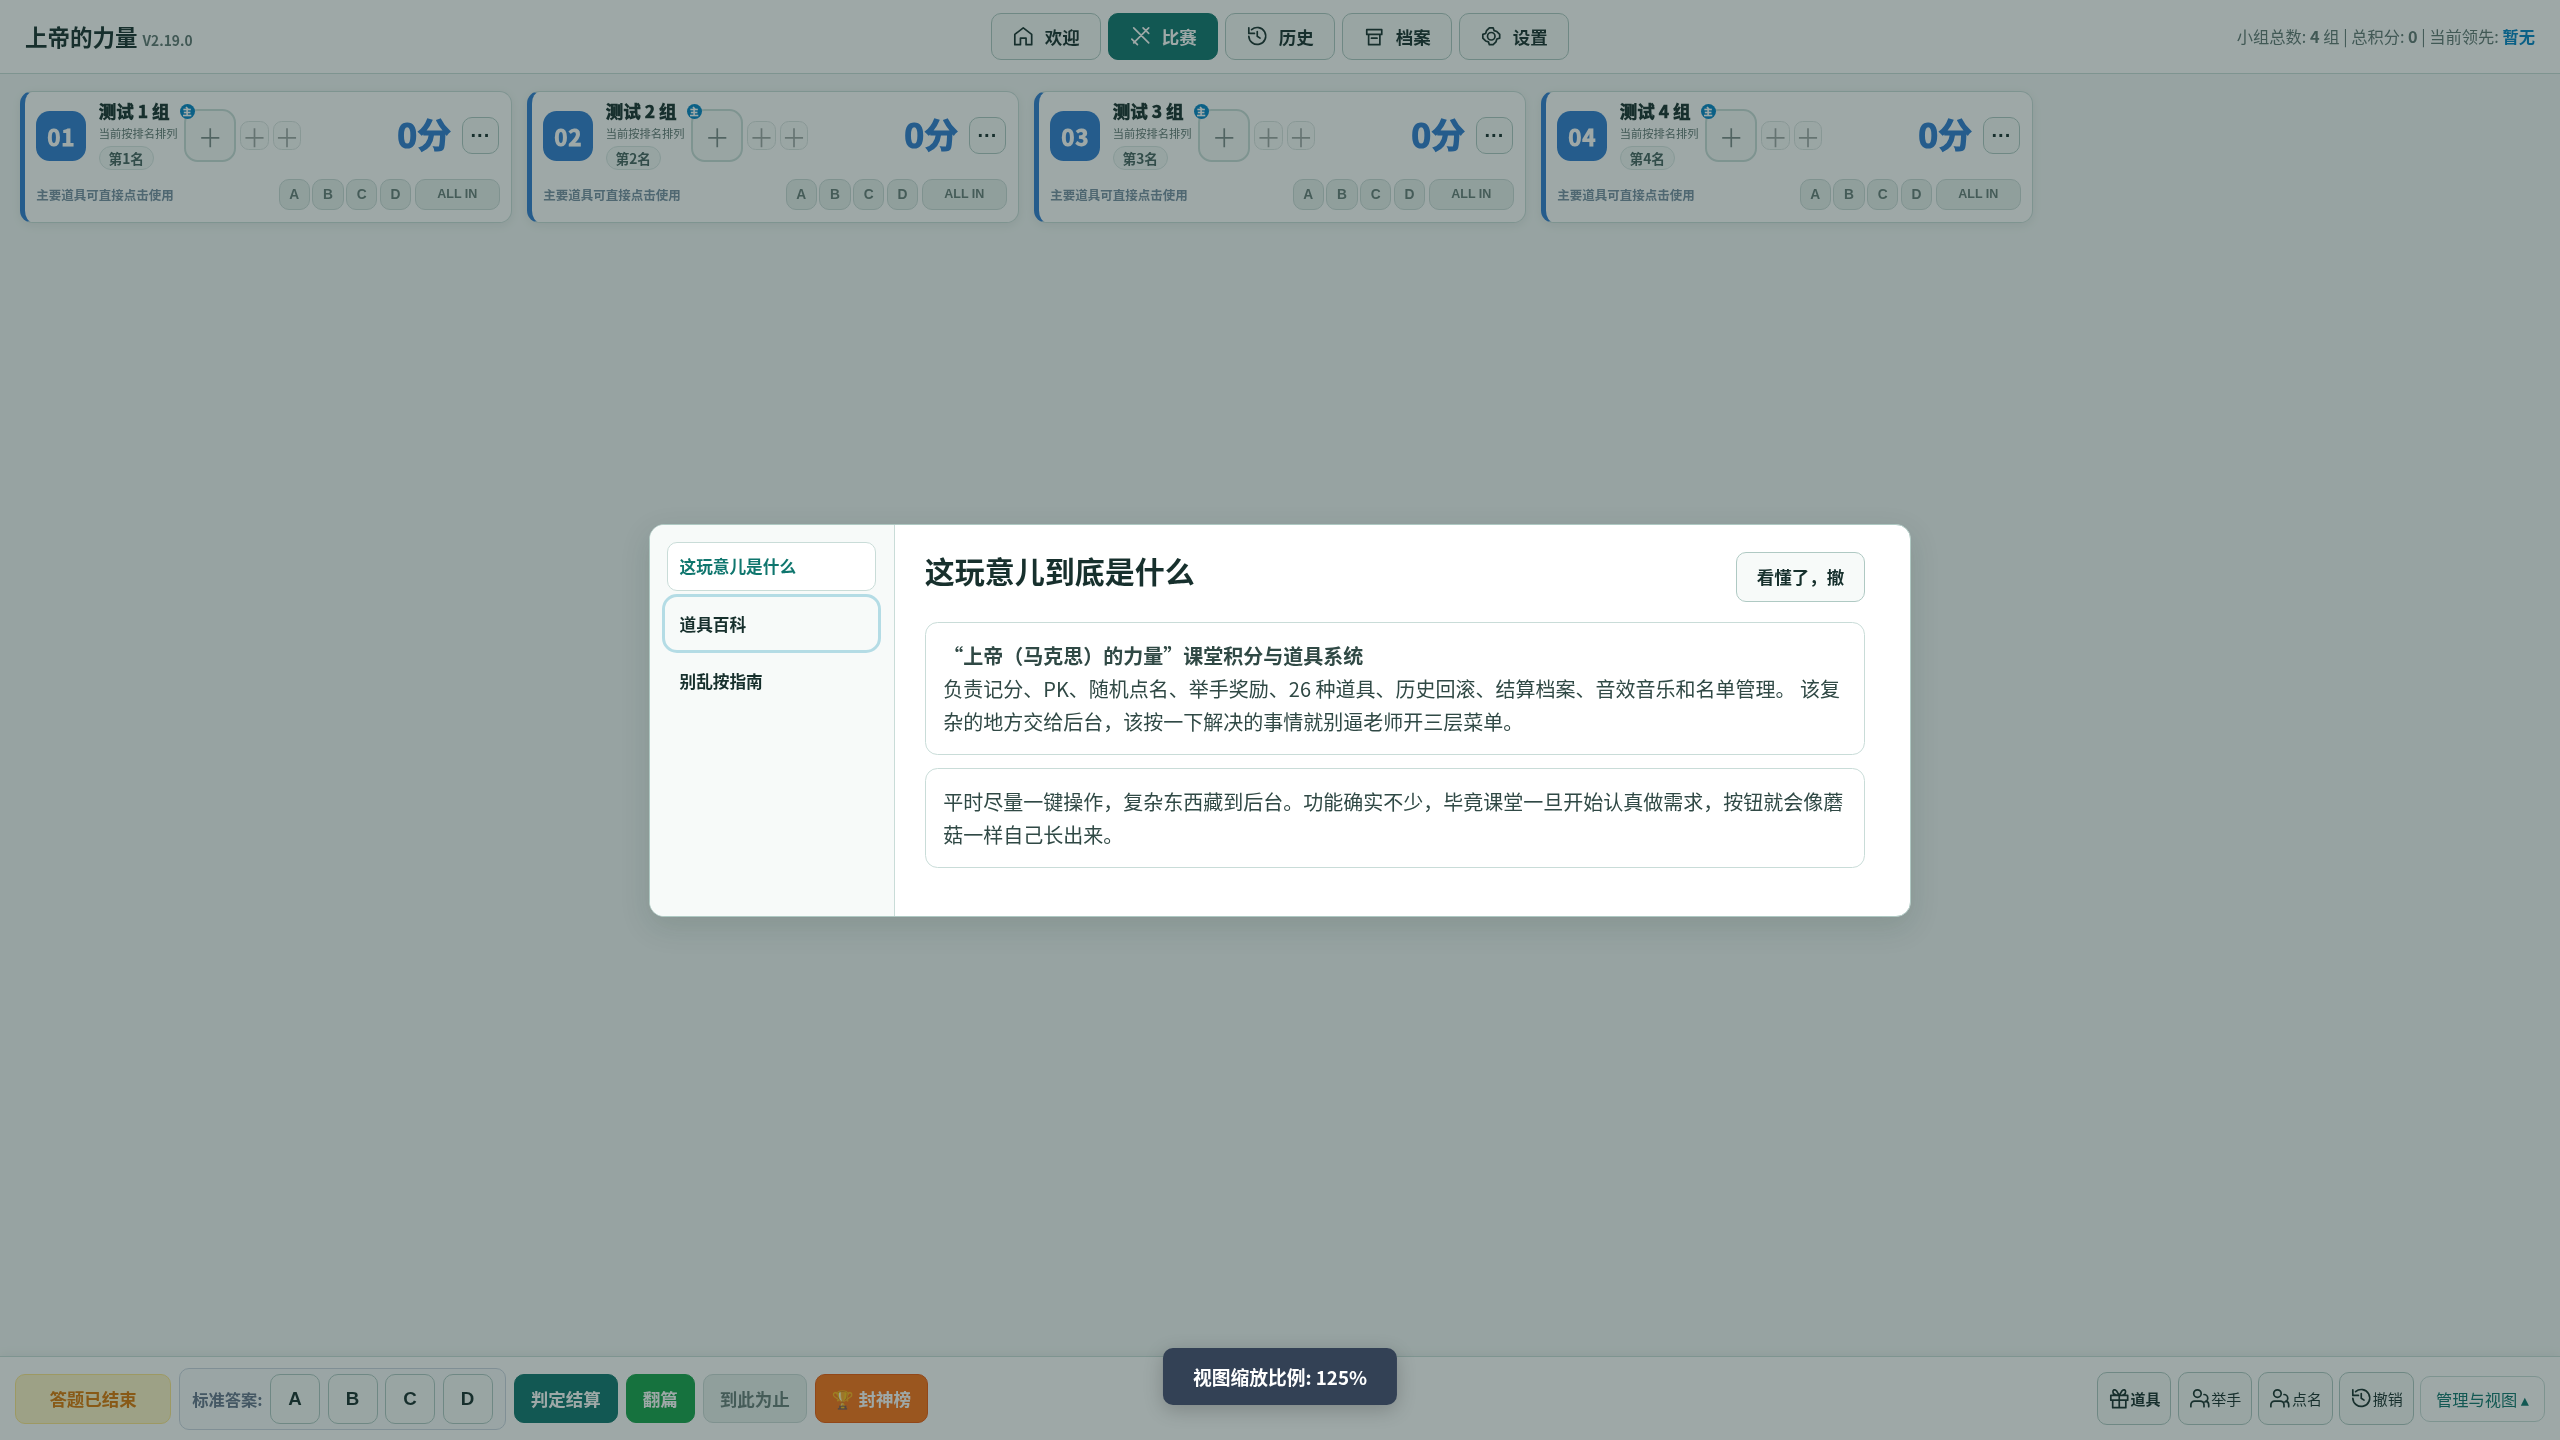 上帝的力量 V2.19.0
欢迎
比赛
历史
档案
设置
小组总数: 4 组 | 总积分: 0 | 当前领先: 暂无
01
测试 1 组
主
当前按排名排列
第1名
0分
...
主要道具可直接点击使用
A B C D ALL IN
02
测试 2 组
主
当前按排名排列
第2名
0分
...
主要道具可直接点击使用
A B C D ALL IN
03
测试 3 组
主
当前按排名排列
第3名
0分
...
主要道具可直接点击使用
A B C D ALL IN
04
测试 4 组
主
当前按排名排列
第4名
0分
...
主要道具可直接点击使用
A B C D ALL IN
这玩意儿是什么
道具百科
别乱按指南
这玩意儿到底是什么
看懂了，撤
“上帝（马克思）的力量”课堂积分与道具系统
负责记分、PK、随机点名、举手奖励、26 种道具、历史回滚、结算档案、音效音乐和名单管理。 该复
杂的地方交给后台，该按一下解决的事情就别逼老师开三层菜单。
平时尽量一键操作，复杂东西藏到后台。功能确实不少，毕竟课堂一旦开始认真做需求，按钮就会像蘑
菇一样自己长出来。
视图缩放比例: 125%
答题已结束
标准答案: A B C D
判定结算
翻篇
到此为止
🏆 封神榜
道具
举手
点名
撤销
管理与视图 ▴